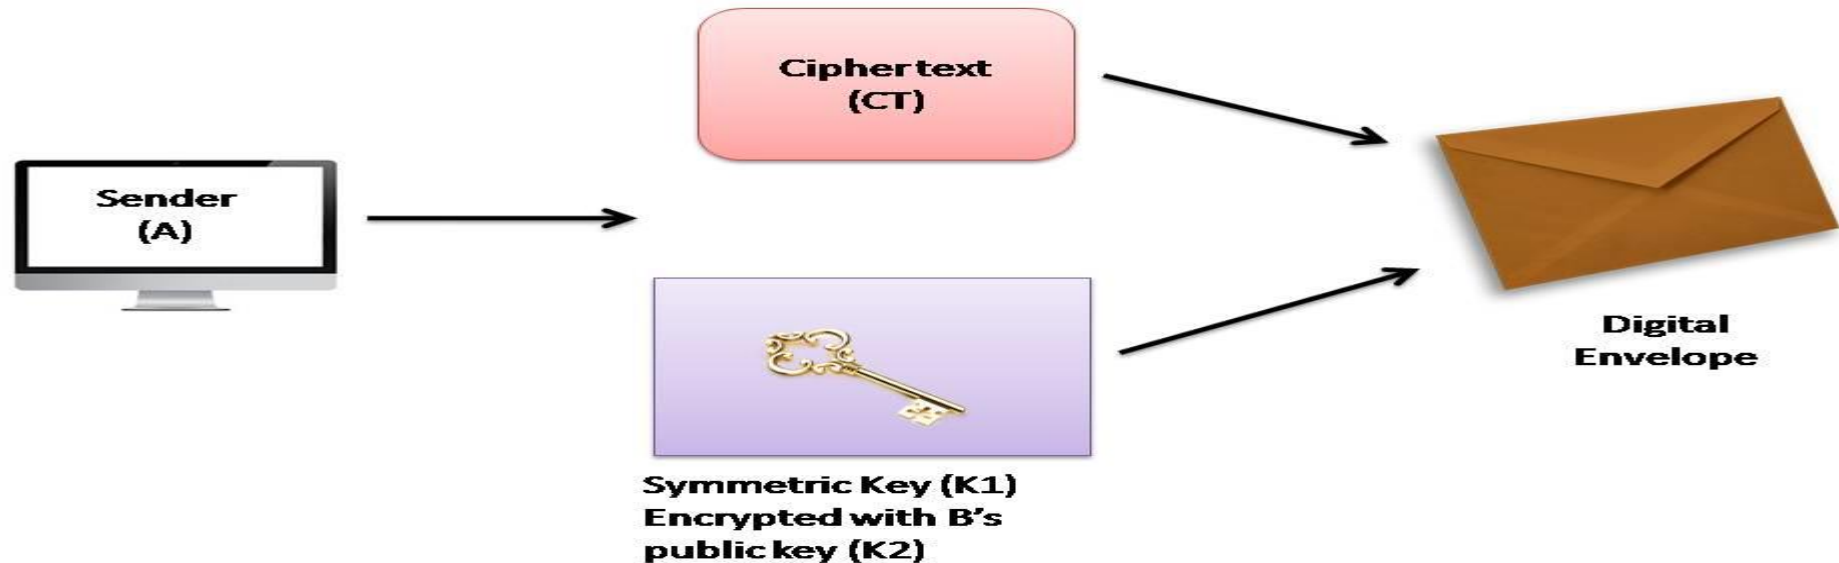 Sender
(A)
Cipher text
(CT)
Symmetric Key (K1)
Encrypted with B's
public key (K2)
Digital
Envelope